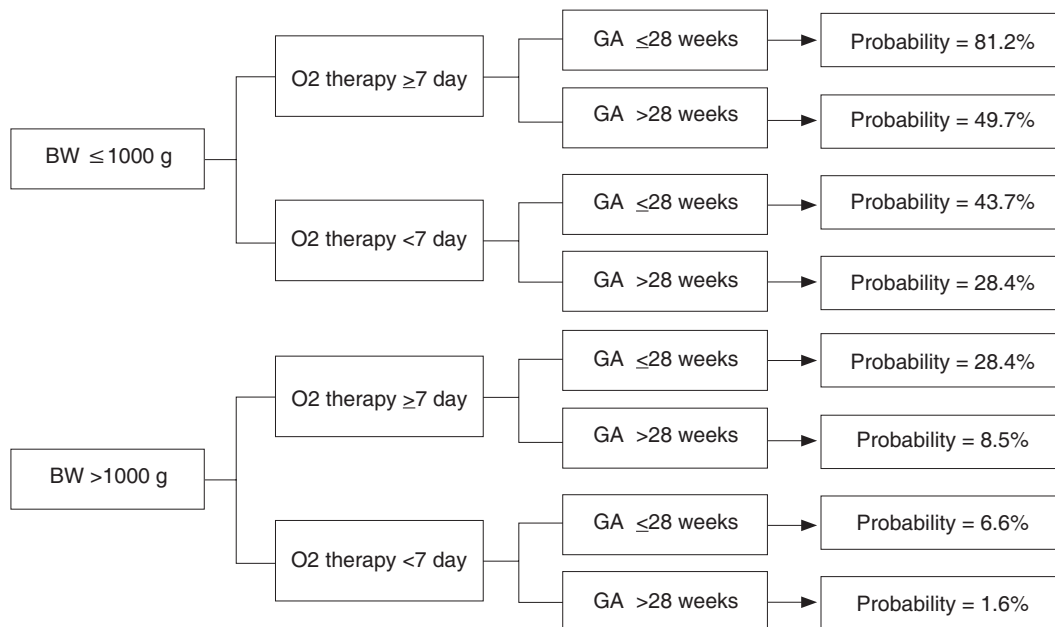 GA ≤28 weeks
Probability = 81.2%
O2 therapy ≥7 day
GA >28 weeks
Probability = 49.7%
BW ≤1000 g
GA ≤28 weeks
Probability = 43.7%
O2 therapy <7 day
GA >28 weeks
Probability = 28.4%
GA ≤28 weeks
Probability = 28.4%
O2 therapy ≥7 day
GA >28 weeks
Probability = 8.5%
BW >1000 g
GA ≤28 weeks
Probability = 6.6%
O2 therapy <7 day
GA >28 weeks
Probability = 1.6%